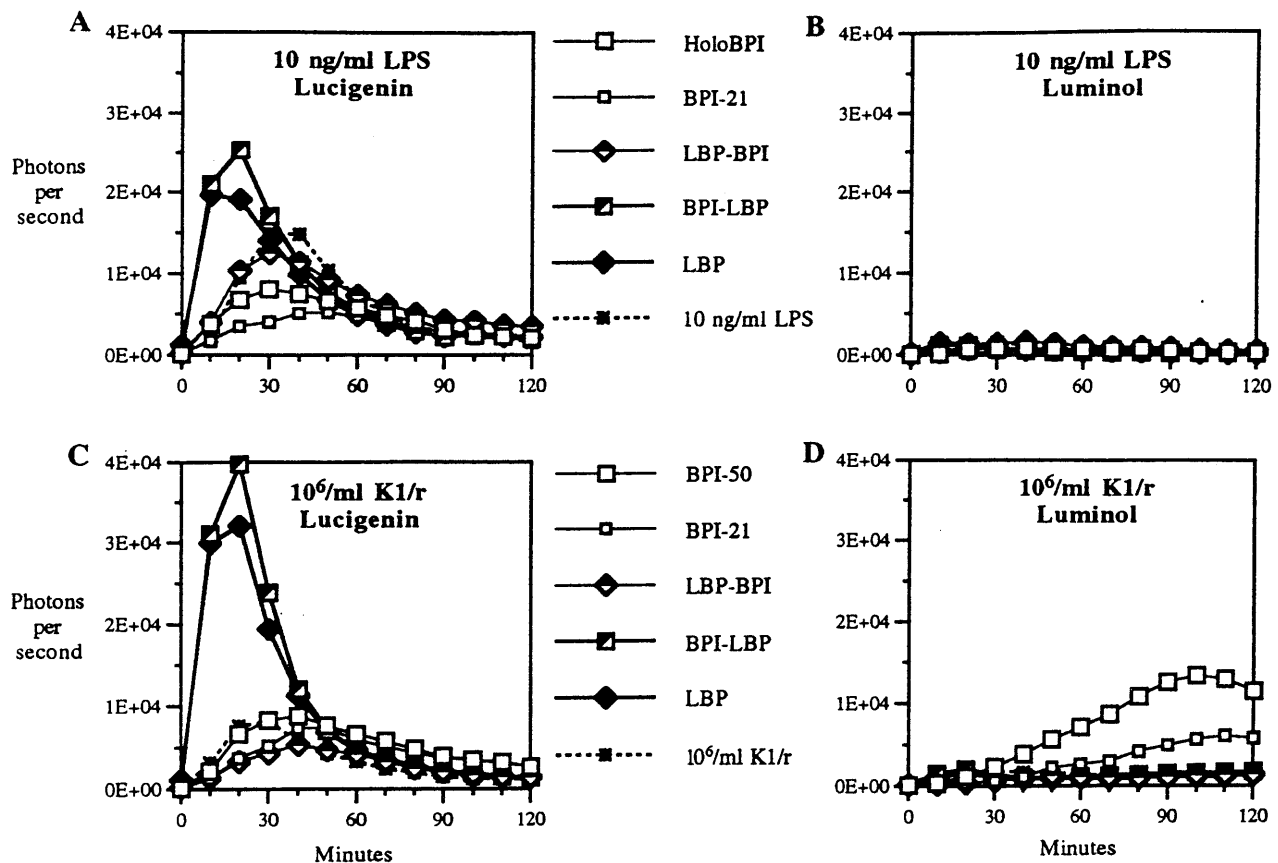 A
4E+04
3E+04
2E+04
1E+04
0E+00
Photons
per
second
10 ng/ml LPS
Lucigenin
0 30 60 90 120
HoloBPI
BPI-21
LBP-BPI
BPI-LBP
LBP
10 ng/ml LPS
B
4E+04
3E+04
2E+04
1E+04
0E+00
10 ng/ml LPS
Luminol
0 30 60 90 120
C
4E+04
3E+04
2E+04
1E+04
0E+00
Photons
per
second
10⁶/ml K1/r
Lucigenin
0 30 60 90 120
Minutes
BPI-50
BPI-21
LBP-BPI
BPI-LBP
LBP
10⁶/ml K1/r
D
4E+04
3E+04
2E+04
1E+04
0E+00
10⁶/ml K1/r
Luminol
0 30 60 90 120
Minutes